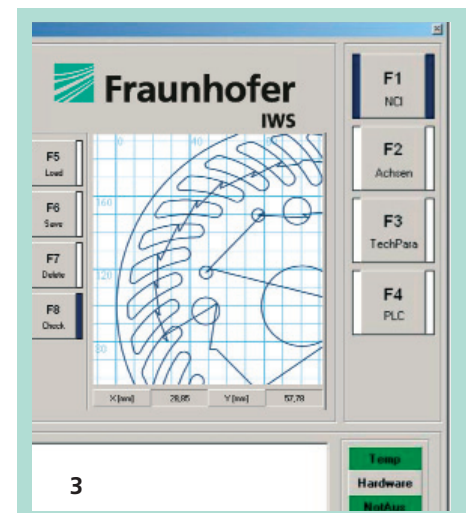 Fraunhofer
IWS
F1
NCI
F2
Achsen
F3
TechPara
F4
PLC
F5
Load
F6
Save
F7
Delete
F8
Check
0
40
160
120
80
X [mm]
28,85
Y [mm]
57,78
Temp
Hardware
NotAus
3